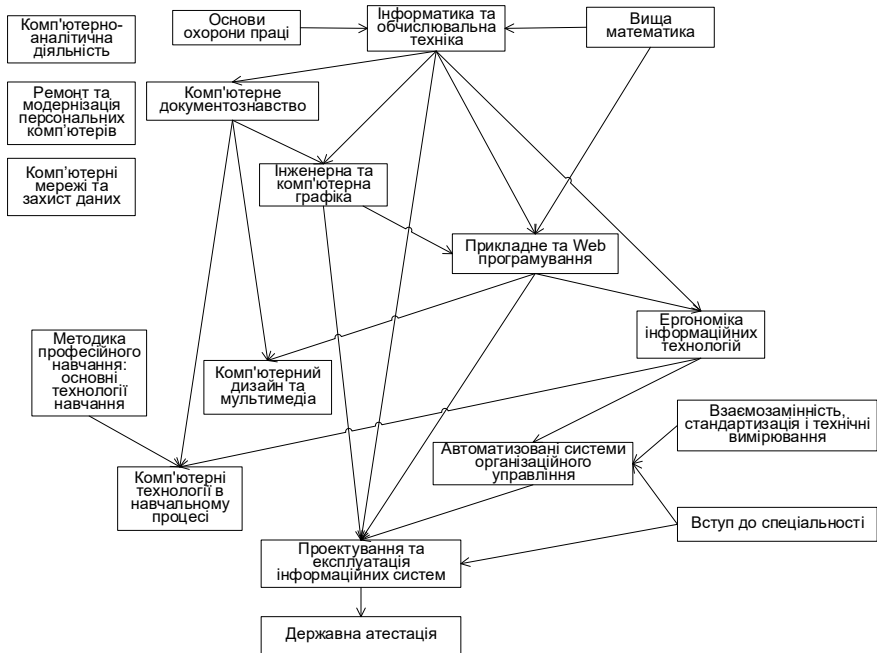 Комп'ютерно-
аналітична
діяльність
Основи
охорони праці
Інформатика та
обчислювальна
техніка
Вища
математика
Ремонт та
модернізація
персональних
комп’ютерів
Комп'ютерне
документознавство
Комп’ютерні
мережі та
захист даних
Інженерна та
комп'ютерна
графіка
Прикладне та Web
програмування
Ергономіка
інформаційних
технологій
Методика
професійного
навчання:
основні
технології
навчання
Комп'ютерний
дизайн та
мультимедіа
Взаємозамінність,
стандартизація і технічні
вимірювання
Автоматизовані системи
організаційного
управління
Комп'ютерні
технології в
навчальному
процесі
Вступ до спеціальності
Проектування та
експлуатація
інформаційних систем
Державна атестація